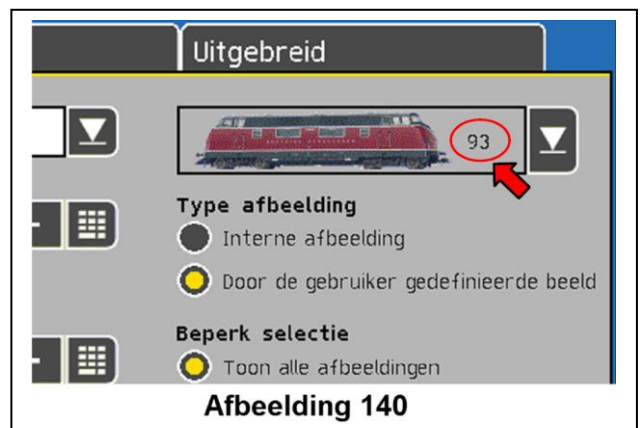 Uitgebreid
93
Type afbeelding
Interne afbeelding
Door de gebruiker gedefinieerde beeld
Beperk selectie
Toon alle afbeeldingen
Afbeelding 140